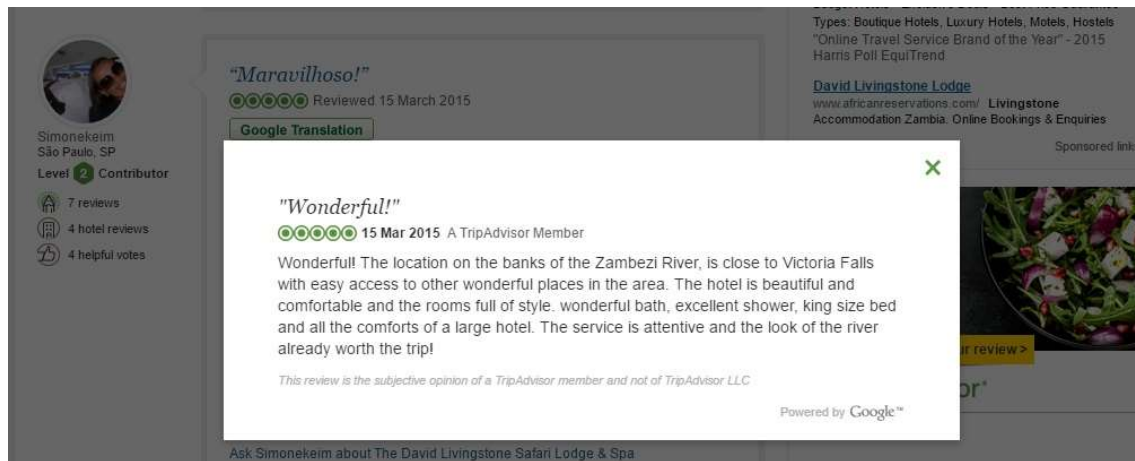 Types: Boutique Hotels, Luxury Hotels, Motels, Hostels
"Online Travel Service Brand of the Year" - 2015
Harris Poll EquiTrend
David Livingstone Lodge
www.africanreservations.com/ Livingstone
Accommodation Zambia. Online Bookings & Enquiries
Sponsored links
Simonekeim
São Paulo, SP
Level 2 Contributor
7 reviews
4 hotel reviews
4 helpful votes
“Maravilhoso!”
Reviewed 15 March 2015
Google Translation
"Wonderful!"
15 Mar 2015 A TripAdvisor Member
Wonderful! The location on the banks of the Zambezi River, is close to Victoria Falls
with easy access to other wonderful places in the area. The hotel is beautiful and
comfortable and the rooms full of style. wonderful bath, excellent shower, king size bed
and all the comforts of a large hotel. The service is attentive and the look of the river
already worth the trip!
This review is the subjective opinion of a TripAdvisor member and not of TripAdvisor LLC
Powered by Google™
ur review >
or®
Ask Simonekeim about The David Livingstone Safari Lodge & Spa